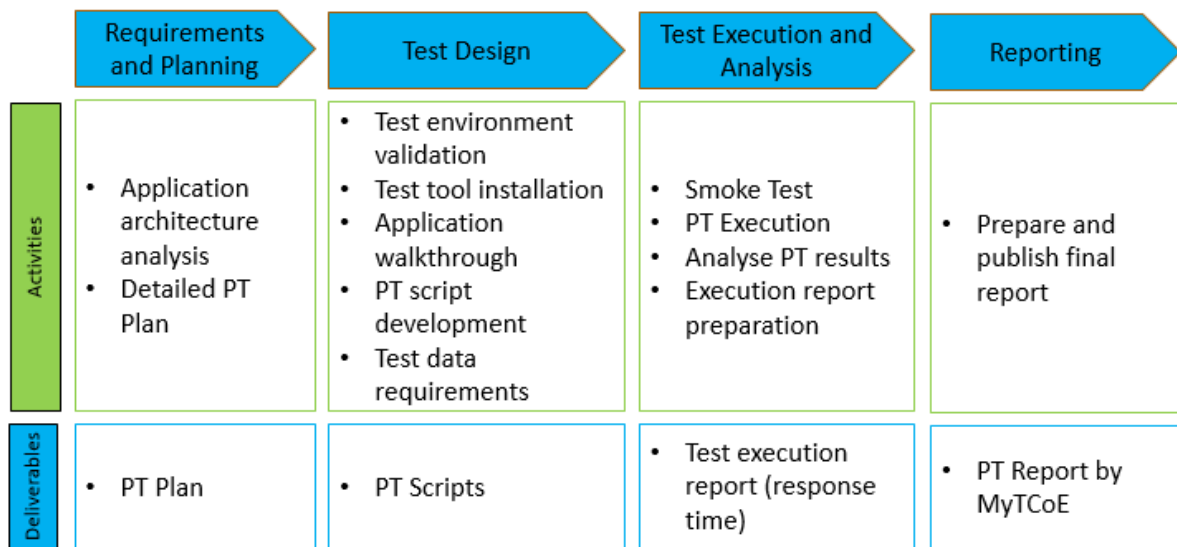 Requirements
and Planning
Test Design
Test Execution and
Analysis
Reporting
Activities
• Application
architecture
analysis
• Detailed PT
Plan
• Test environment
validation
• Test tool installation
• Application
walkthrough
• PT script
development
• Test data
requirements
• Smoke Test
• PT Execution
• Analyse PT results
• Execution report
preparation
• Prepare and
publish final
report
Deliverables
• PT Plan
• PT Scripts
• Test execution
report (response
time)
• PT Report by
MyTCoE